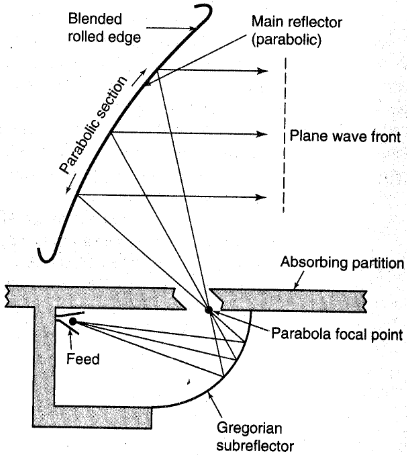 Blended
rolled edge
Main reflector
(parabolic)
Parabolic section
Plane wave front
Absorbing partition
Parabola focal point
Feed
Gregorian
subreflector